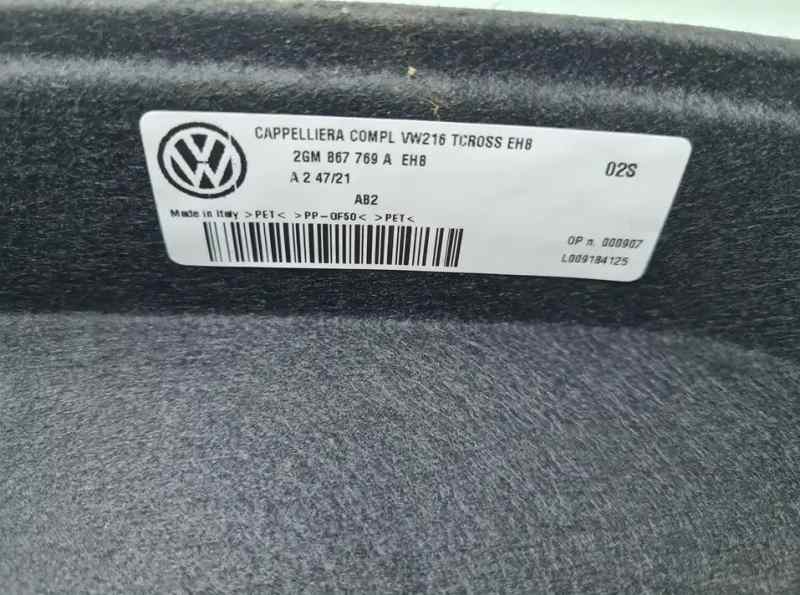 CAPPELLIERA COMPL VW216 TCROSS EH8
2GM 867 769 A EH8
02S
A 2 47/21
AB2
Made in Italy >PET< >PP-GF50< >PET<
OP n. 000907
L009184125